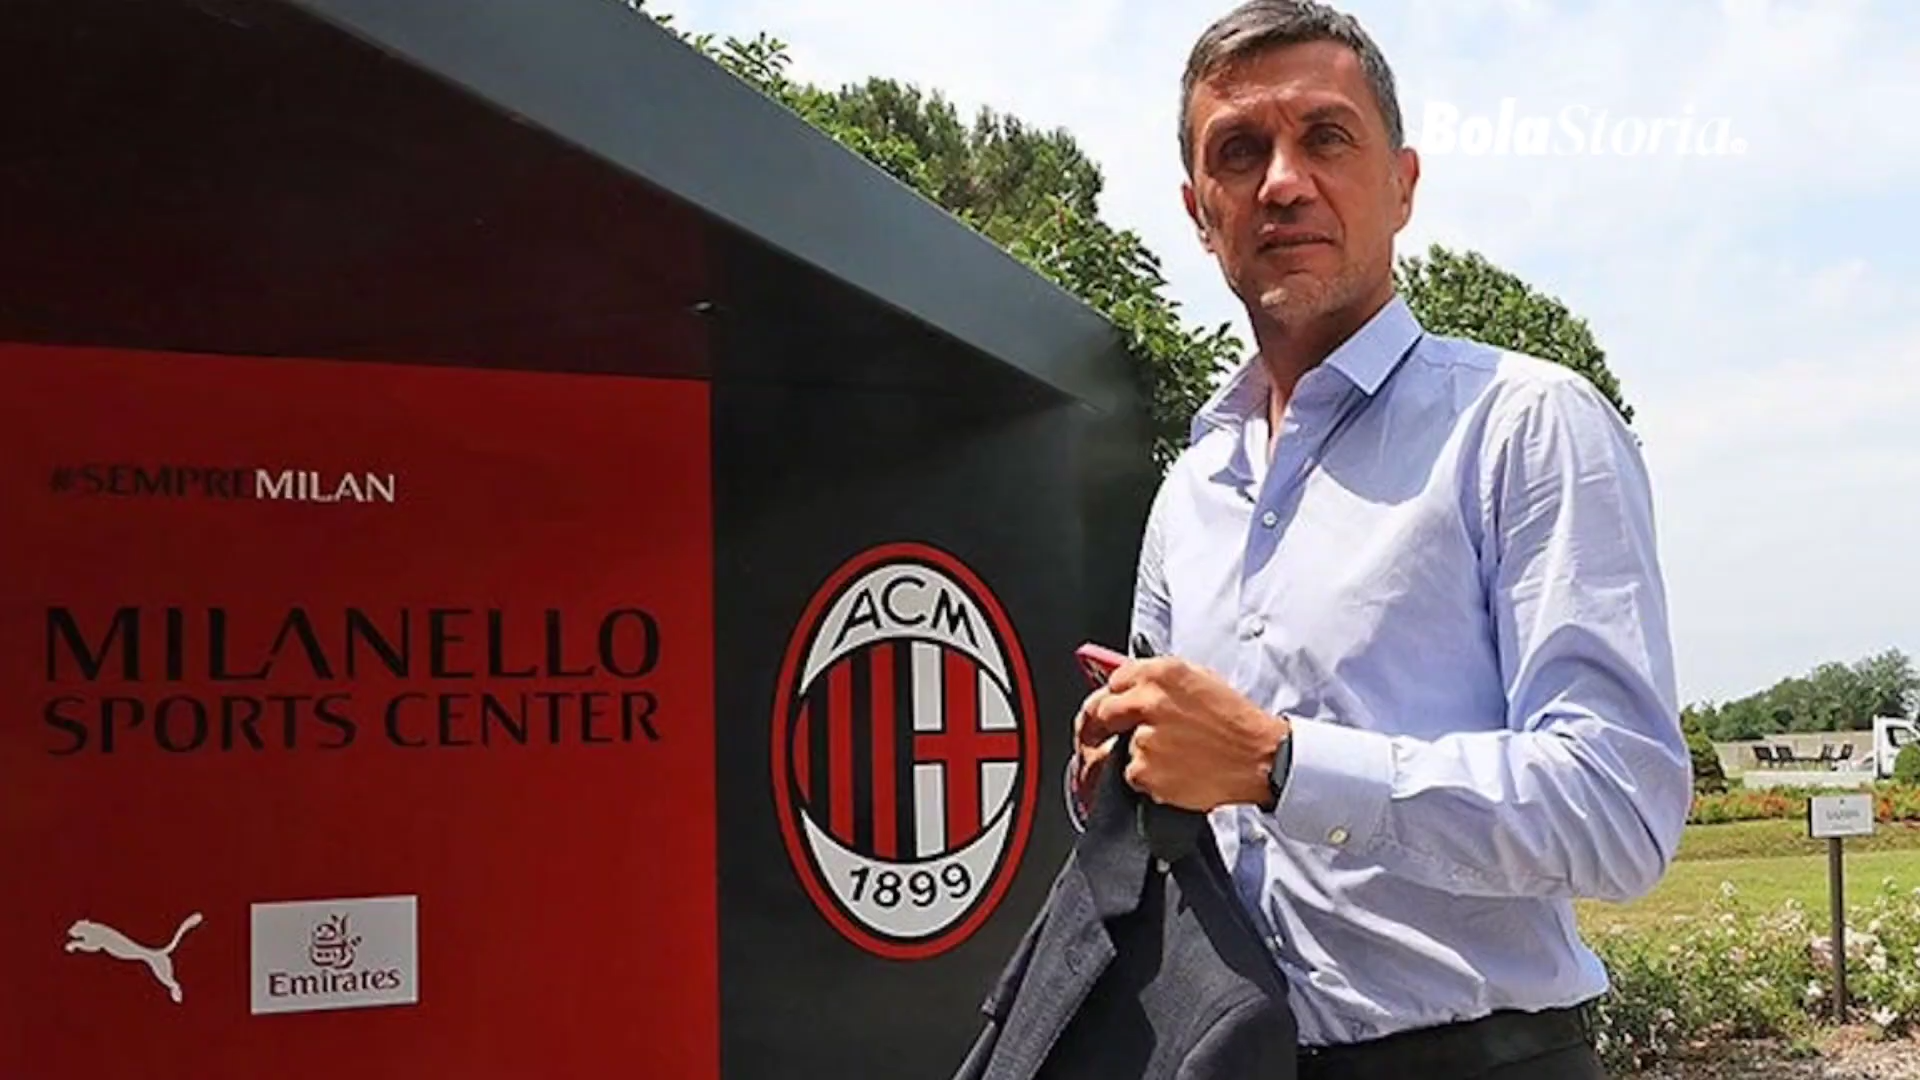 BolaStoria
#SEMPREMILAN
MILANELLO
SPORTS CENTER
ACM
1899
Emirates